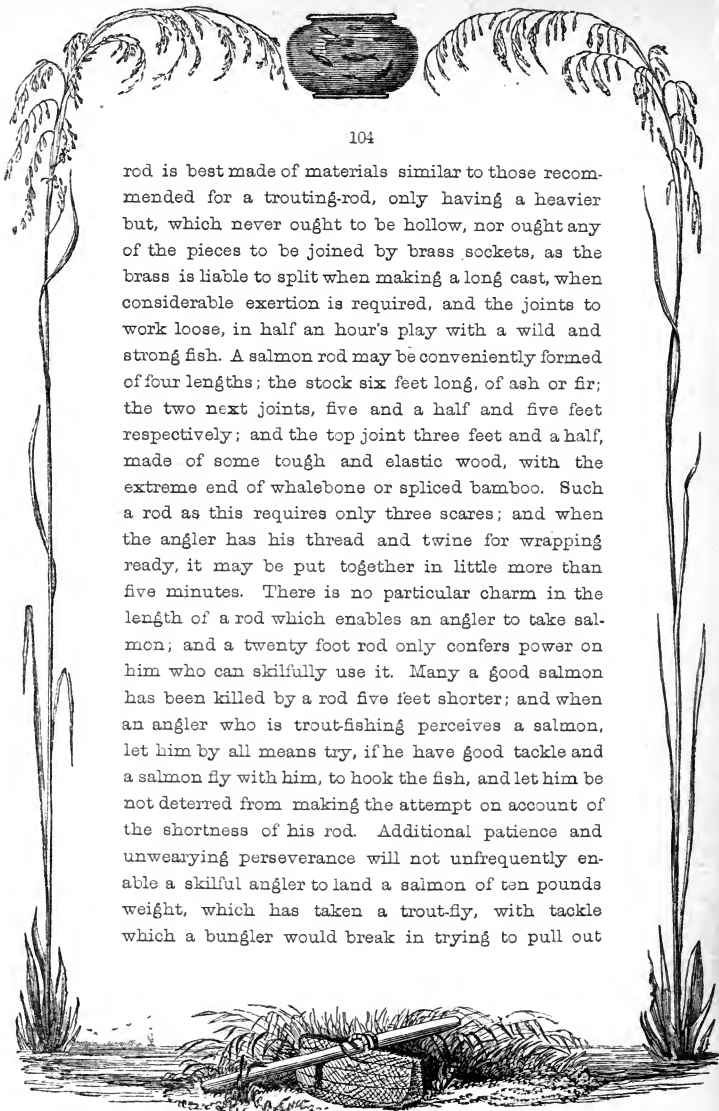 104
rod is best made of materials similar to those recom-
mended for a trouting-rod, only having a heavier
but, which never ought to be hollow, nor ought any
of the pieces to be joined by brass sockets, as the
brass is liable to split when making a long cast, when
considerable exertion is required, and the joints to
work loose, in half an hour's play with a wild and
strong fish. A salmon rod may be conveniently formed
of four lengths; the stock six feet long, of ash or fir;
the two next joints, five and a half and five feet
respectively; and the top joint three feet and a half,
made of some tough and elastic wood, with the
extreme end of whalebone or spliced bamboo. Such
a rod as this requires only three scares; and when
the angler has his thread and twine for wrapping
ready, it may be put together in little more than
five minutes. There is no particular charm in the
length of a rod which enables an angler to take sal-
mon; and a twenty foot rod only confers power on
him who can skilfully use it. Many a good salmon
has been killed by a rod five feet shorter; and when
an angler who is trout-fishing perceives a salmon,
let him by all means try, if he have good tackle and
a salmon fly with him, to hook the fish, and let him be
not deterred from making the attempt on account of
the shortness of his rod. Additional patience and
unwearying perseverance will not unfrequently en-
able a skilful angler to land a salmon of ten pounds
weight, which has taken a trout-fly, with tackle
which a bungler would break in trying to pull out